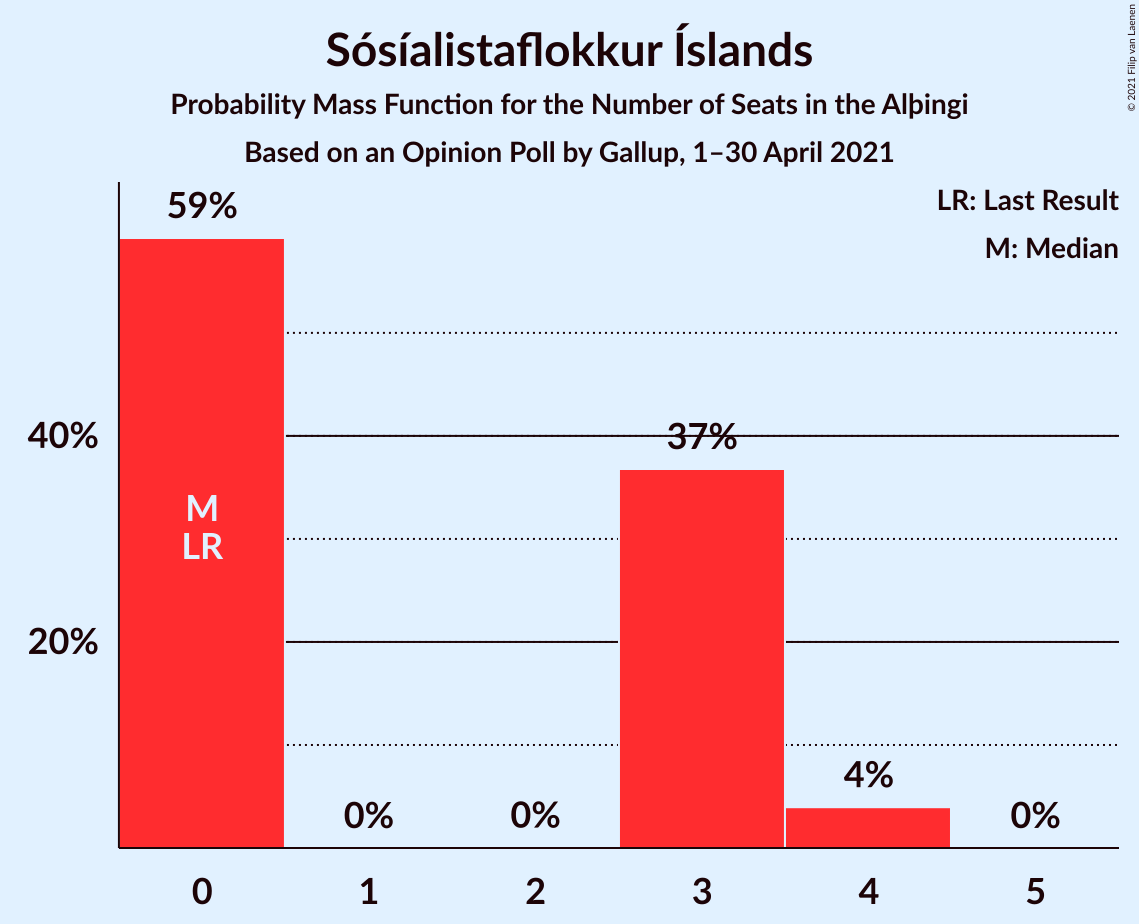 Sósíalistaflokkur Íslands
Probability Mass Function for the Number of Seats in the Alþingi
Based on an Opinion Poll by Gallup, 1–30 April 2021
© 2021 Filip van Laenen
LR: Last Result
M: Median
59%
40%
37%
M
LR
20%
4%
0%
0%
0%
0 1 2 3 4 5